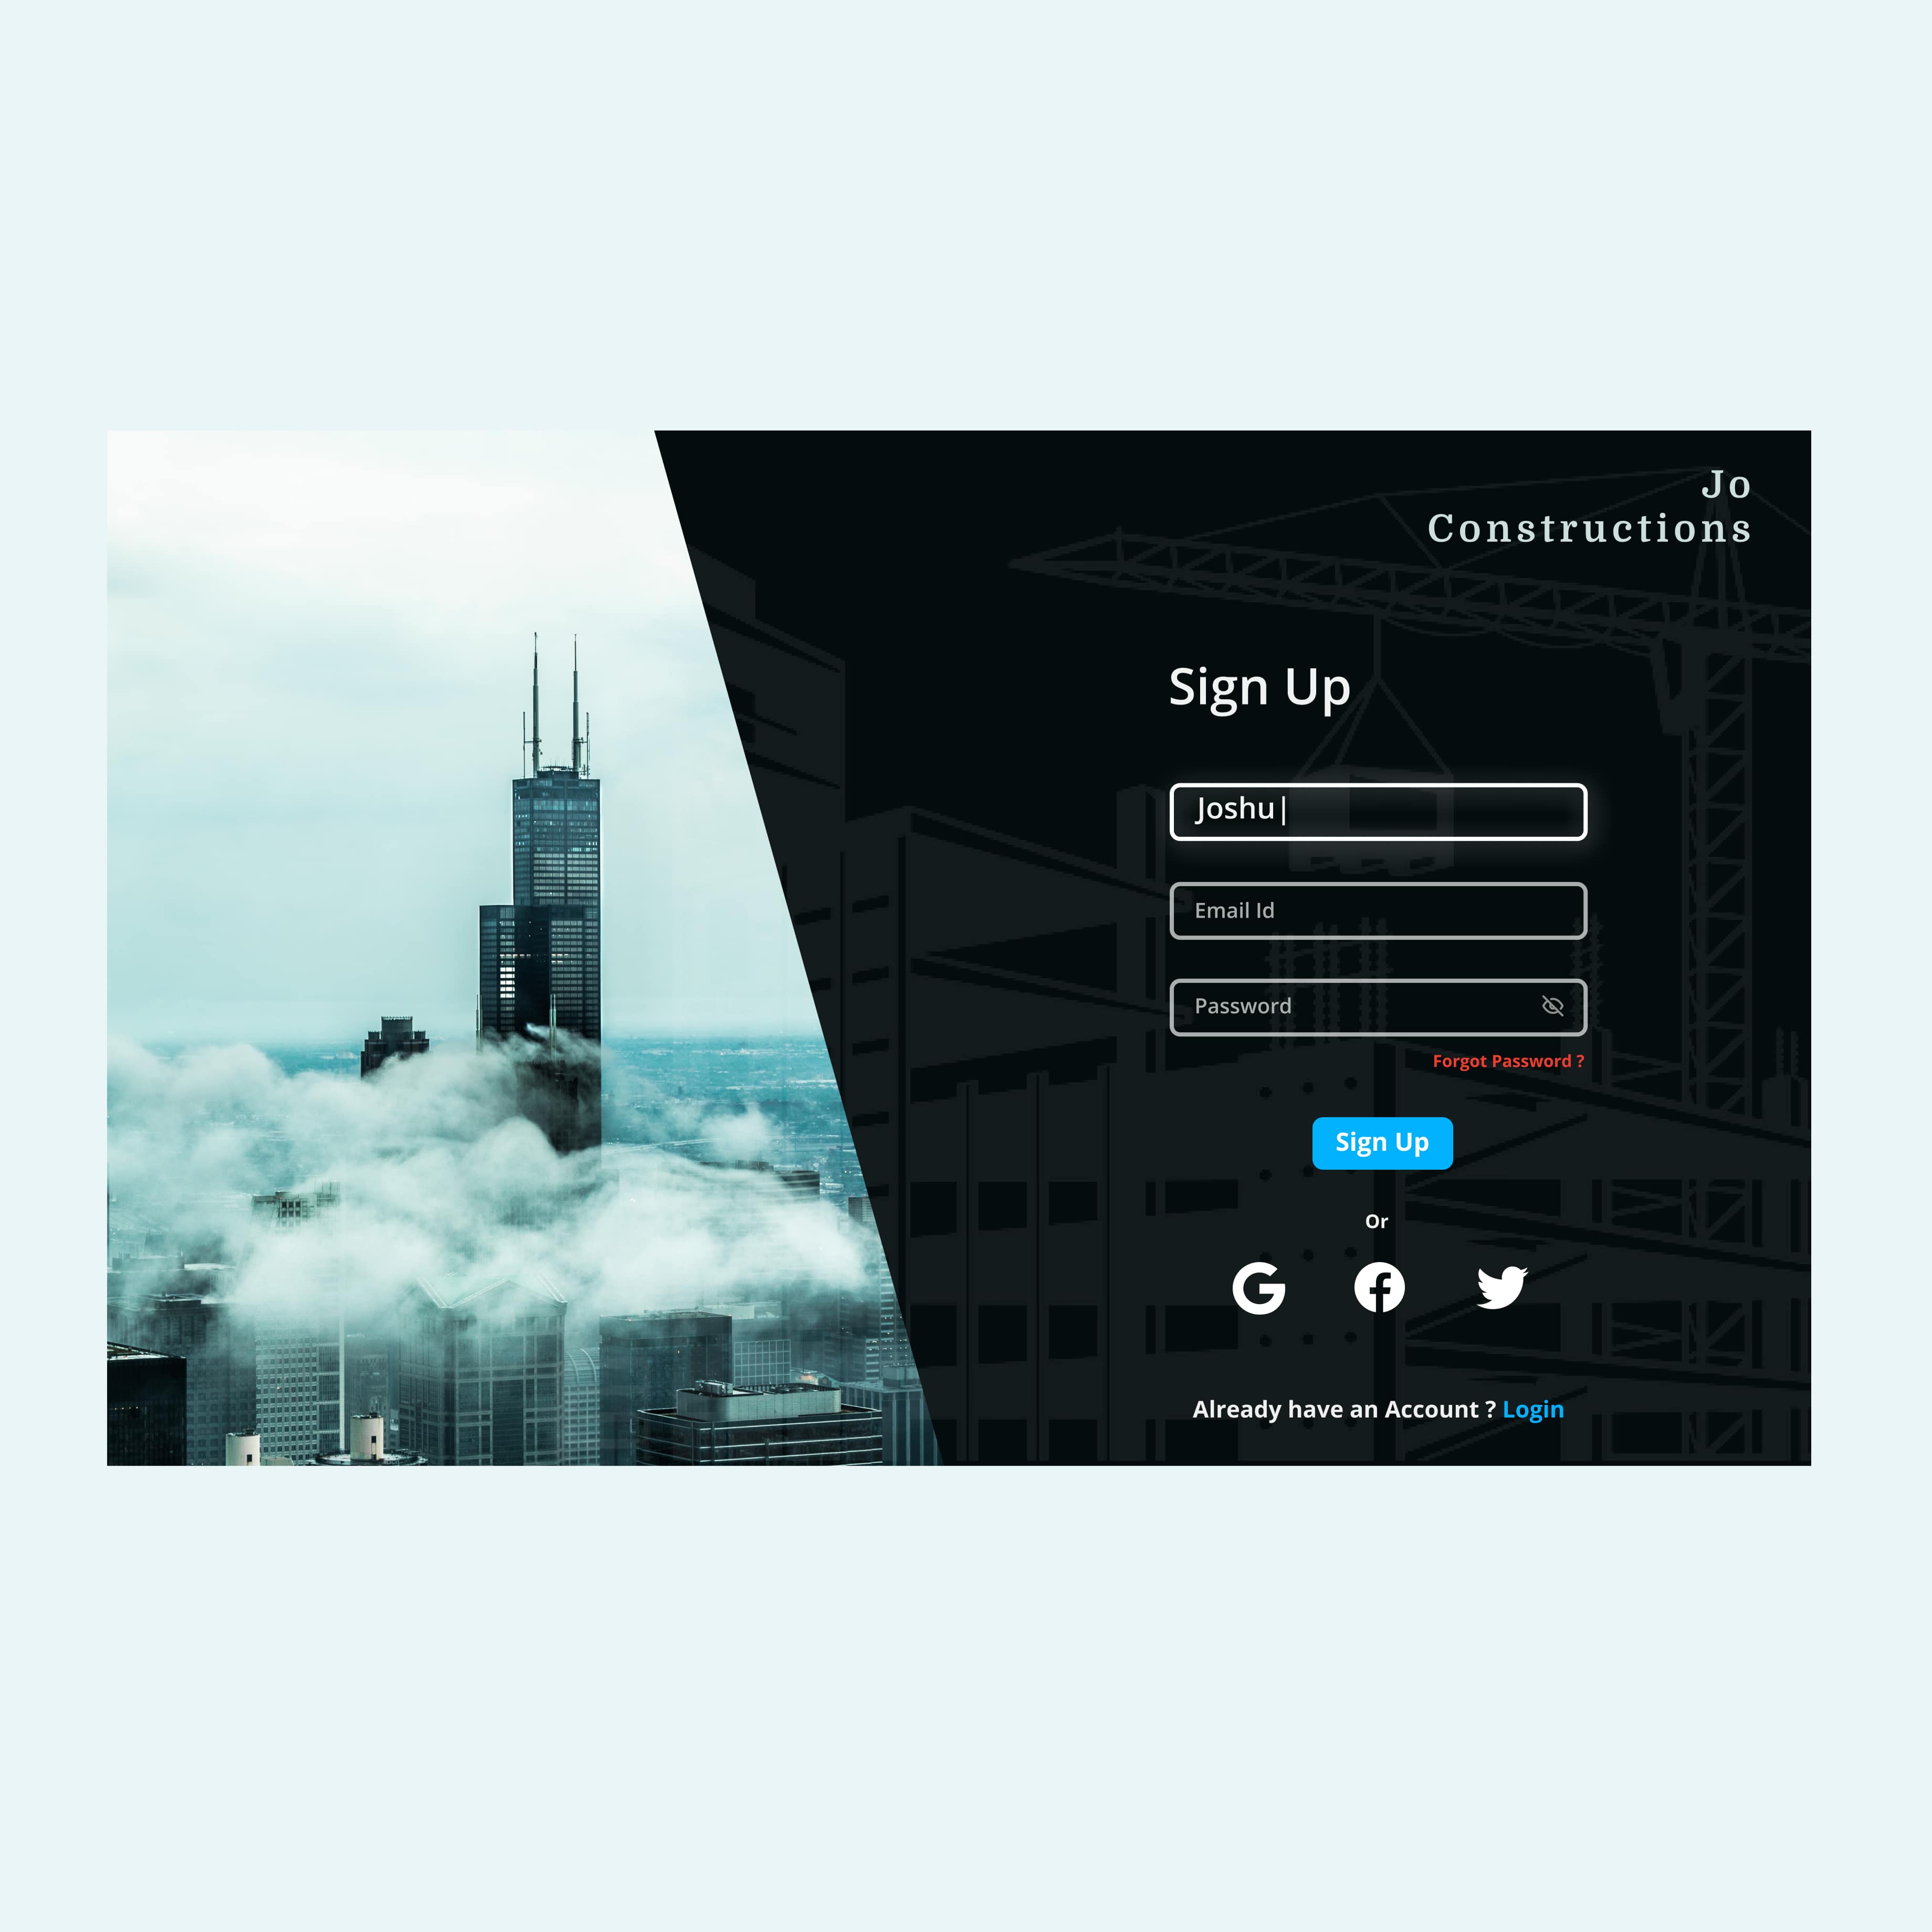 Jo
Constructions
Sign Up
Joshu
Email Id
Password
Forgot Password ?
Sign Up
Or
Already have an Account ? Login